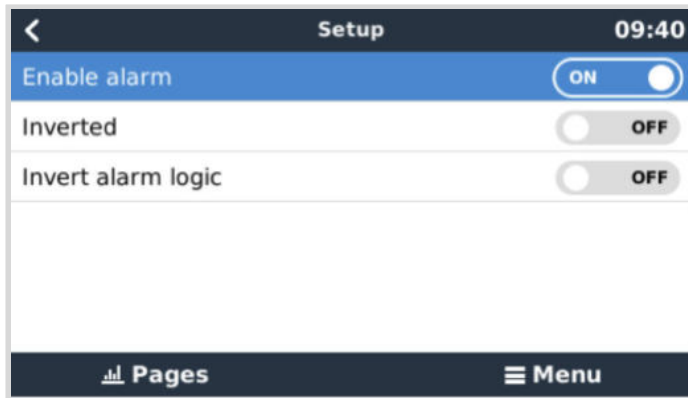 Setup 09:40
Enable alarm ON
Inverted OFF
Invert alarm logic OFF
Pages Menu